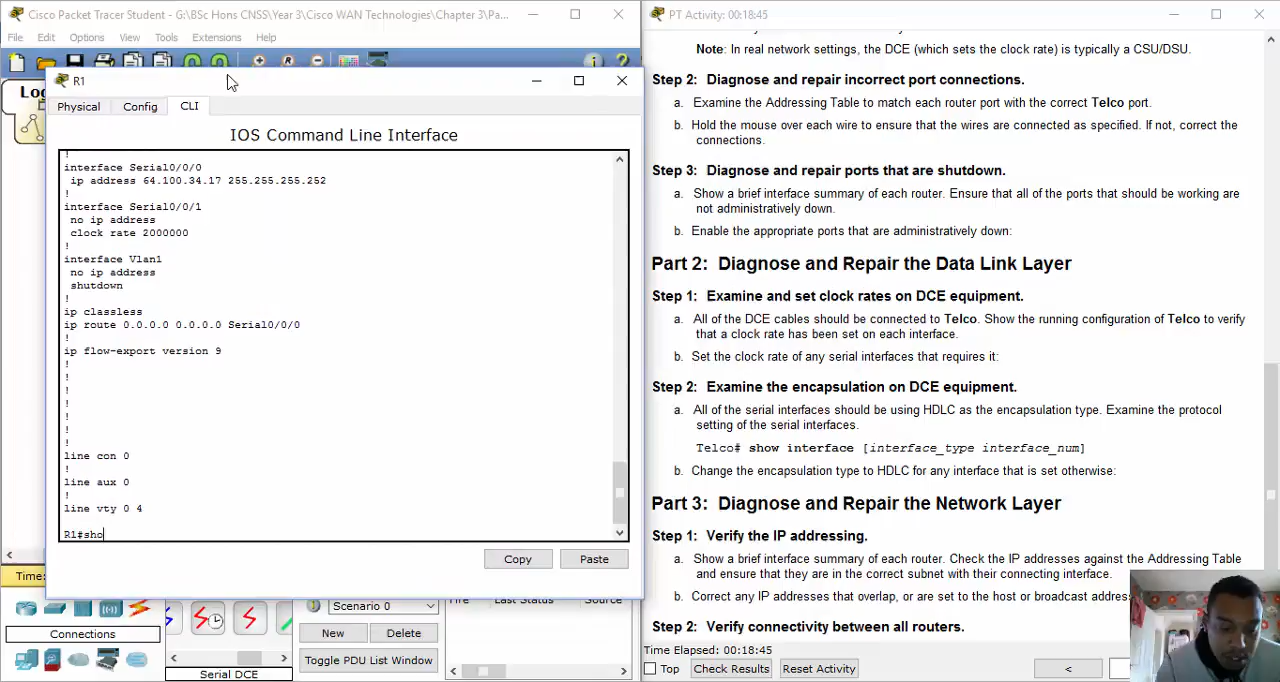 Cisco Packet Tracer Student - G:\BSc Hons CNSS\Year 3\Cisco WAN Technologies\Chapter 3\Pa...
File Edit Options View Tools Extensions Help
R1
Physical Config CLI
IOS Command Line Interface
!
interface Serial0/0/0
ip address 64.100.34.17 255.255.255.252
!
interface Serial0/0/1
no ip address
clock rate 2000000
!
interface Vlan1
no ip address
shutdown
!
ip classless
ip route 0.0.0.0 0.0.0.0 Serial0/0/0
!
ip flow-export version 9
!
!
!
!
!
!
!
line con 0
!
line aux 0
!
line vty 0 4
R1#sho
Copy Paste
Time:
Scenario 0
Last Status Source
New Delete
Connections
Toggle PDU List Window
Serial DCE
PT Activity: 00:18:45
Note: In real network settings, the DCE (which sets the clock rate) is typically a CSU/DSU.
Step 2: Diagnose and repair incorrect port connections.
a. Examine the Addressing Table to match each router port with the correct Telco port.
b. Hold the mouse over each wire to ensure that the wires are connected as specified. If not, correct the
connections.
Step 3: Diagnose and repair ports that are shutdown.
a. Show a brief interface summary of each router. Ensure that all of the ports that should be working are
not administratively down.
b. Enable the appropriate ports that are administratively down:
Part 2: Diagnose and Repair the Data Link Layer
Step 1: Examine and set clock rates on DCE equipment.
a. All of the DCE cables should be connected to Telco. Show the running configuration of Telco to verify
that a clock rate has been set on each interface.
b. Set the clock rate of any serial interfaces that requires it:
Step 2: Examine the encapsulation on DCE equipment.
a. All of the serial interfaces should be using HDLC as the encapsulation type. Examine the protocol
setting of the serial interfaces.
Telco# show interface [interface_type interface_num]
b. Change the encapsulation type to HDLC for any interface that is set otherwise:
Part 3: Diagnose and Repair the Network Layer
Step 1: Verify the IP addressing.
a. Show a brief interface summary of each router. Check the IP addresses against the Addressing Table
and ensure that they are in the correct subnet with their connecting interface.
b. Correct any IP addresses that overlap, or are set to the host or broadcast
Step 2: Verify connectivity between all routers.
Time Elapsed: 00:18:45
Top Check Results Reset Activity <